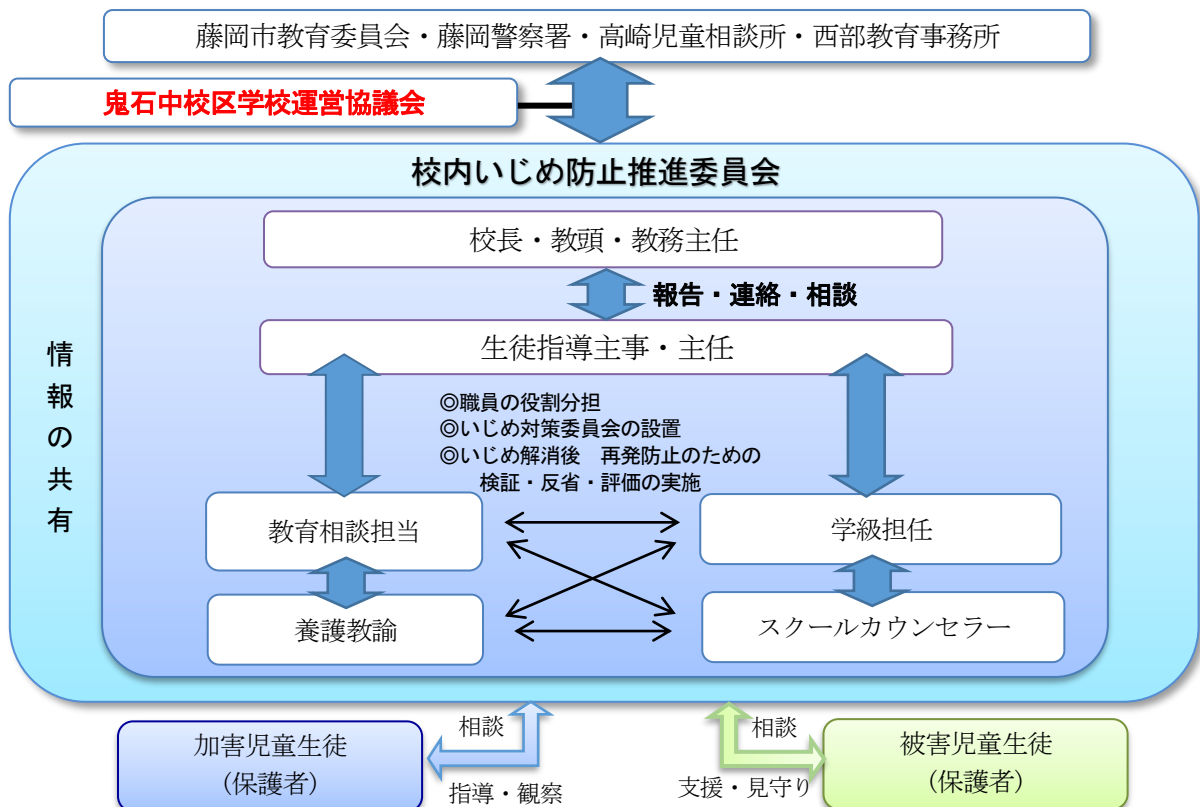 藤岡市教育委員会・藤岡警察署・高崎児童相談所・西部教育事務所
鬼石中校区学校運営協議会
校内いじめ防止推進委員会
校長・教頭・教務主任
報告・連絡・相談
生徒指導主事・主任
情報の共有
◎職員の役割分担
◎いじめ対策委員会の設置
◎いじめ解消後　再発防止のための
検証・反省・評価の実施
教育相談担当
学級担任
養護教諭
スクールカウンセラー
相談
相談
加害児童生徒
（保護者）
指導・観察
支援・見守り
被害児童生徒
（保護者）